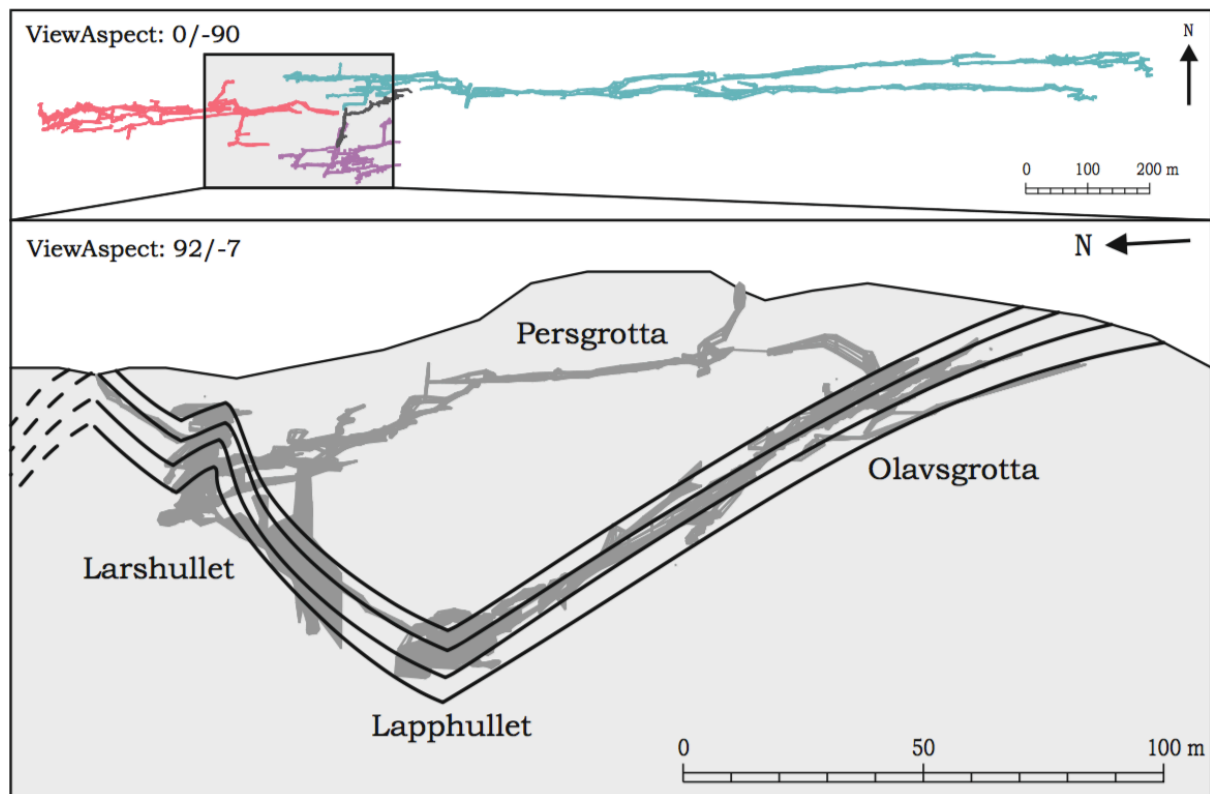 ViewAspect: 0/-90
N
0 100 200 m
ViewAspect: 92/-7
N
Persgrotta
Olavsgrotta
Larshullet
Lapphullet
0 50 100 m